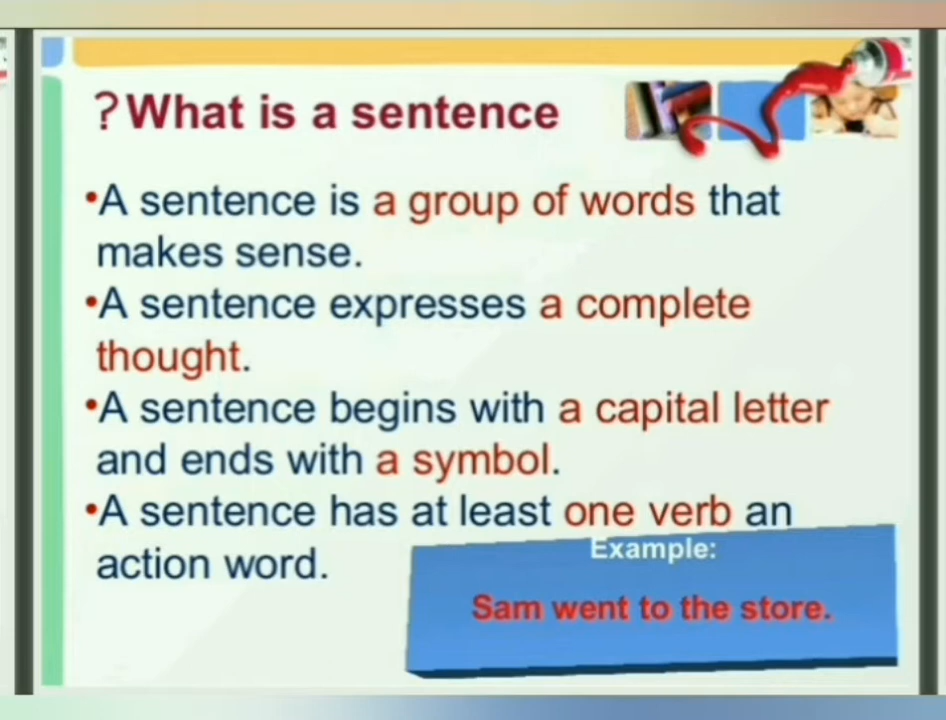 ?What is a sentence
•A sentence is a group of words that
makes sense.
•A sentence expresses a complete
thought.
•A sentence begins with a capital letter
and ends with a symbol.
•A sentence has at least one verb an
action word.
Example:
Sam went to the store.